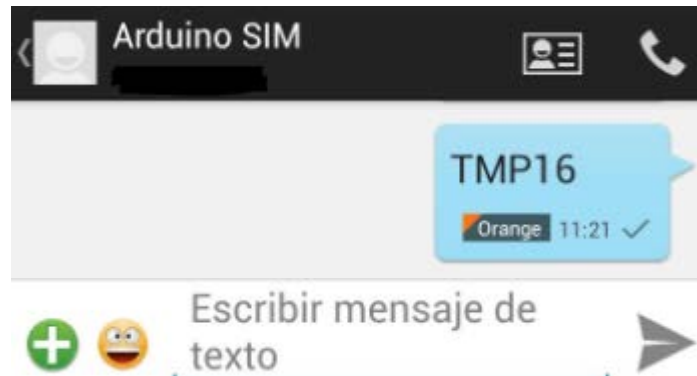 Arduino SIM
TMP16
Orange 11:21
Escribir mensaje de
texto